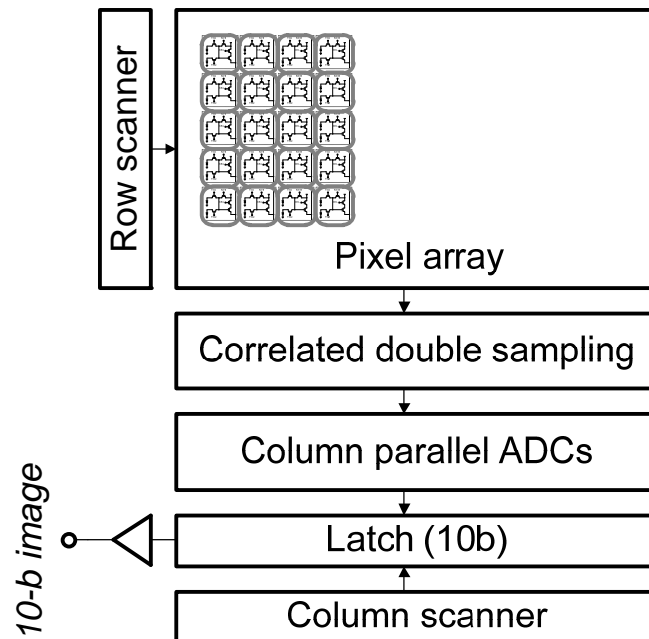 Row scanner
Pixel array
Correlated double sampling
Column parallel ADCs
10-b image
Latch (10b)
Column scanner